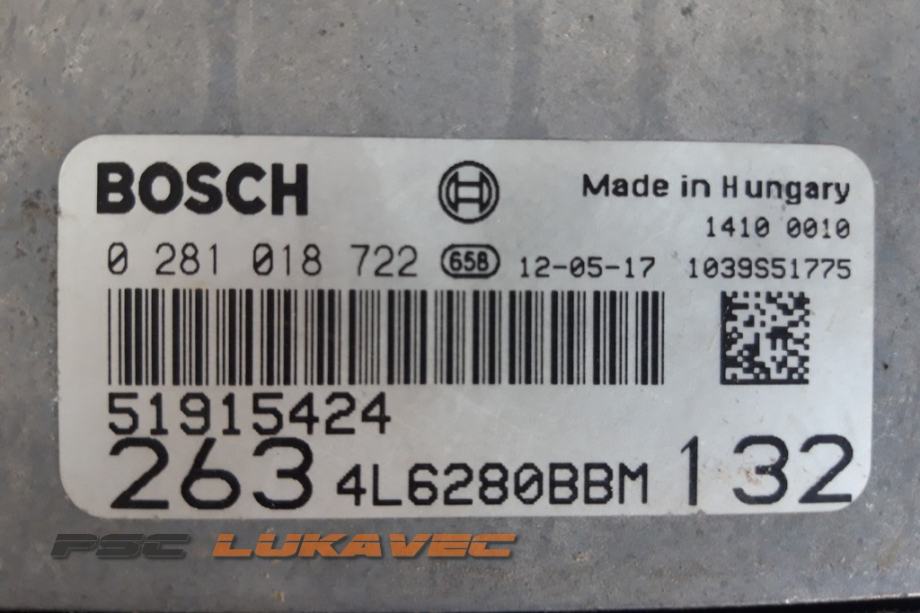 BOSCH Made in Hungary
1410 0010
0 281 018 722 65B 12-05-17 1039S51775
51915424
263 4L6280BBM 132
PSC LUKAVEC